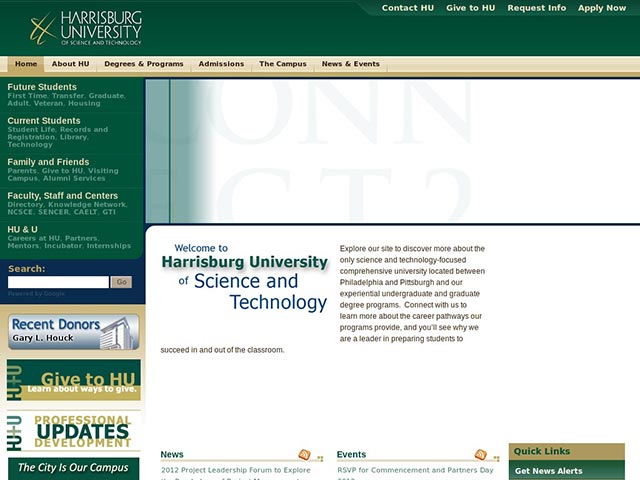 HARRISBURG
UNIVERSITY
OF SCIENCE AND TECHNOLOGY
Contact HU
Give to HU
Request Info
Apply Now
Home
About HU
Degrees & Programs
Admissions
The Campus
News & Events
Future Students
First Time, Transfer, Graduate,
Adult, Veteran, Housing
Current Students
Student Life, Records and
Registration, Library,
Technology
Family and Friends
Parents, Give to HU, Visiting
Campus, Alumni Services
Faculty, Staff and Centers
Directory, Knowledge Network,
NCSCE, SENCER, CAELT, GTI
HU & U
Careers at HU, Partners,
Mentors, Incubator, Internships
Search:
Go
Powered by Google
Recent Donors
Gary L. Houck
HU+U
Give to HU
Learn about ways to give.
HU+U
PROFESSIONAL
UPDATES
DEVELOPMENT
The City Is Our Campus
CONN
ECT2
Welcome to
Harrisburg University
of Science and
Technology
Explore our site to discover more about the
only science and technology-focused
comprehensive university located between
Philadelphia and Pittsburgh and our
experiential undergraduate and graduate
degree programs. Connect with us to
learn more about the career pathways our
programs provide, and you'll see why we
are a leader in preparing students to
succeed in and out of the classroom.
News
2012 Project Leadership Forum to Explore
Events
RSVP for Commencement and Partners Day
Quick Links
Get News Alerts